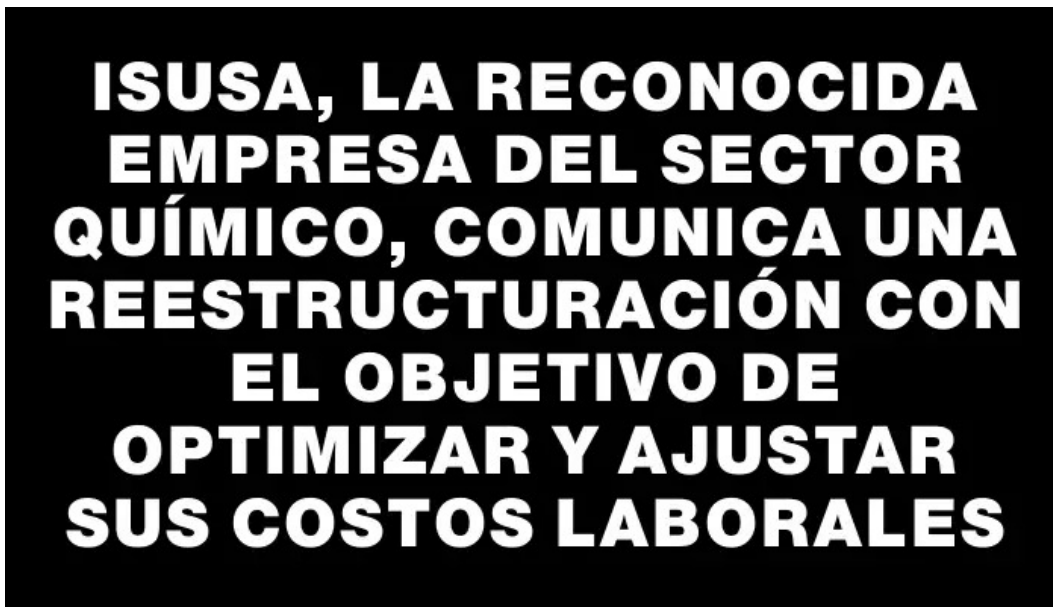 ISUSA, LA RECONOCIDA
EMPRESA DEL SECTOR
QUÍMICO, COMUNICA UNA
REESTRUCTURACIÓN CON
EL OBJETIVO DE
OPTIMIZAR Y AJUSTAR
SUS COSTOS LABORALES